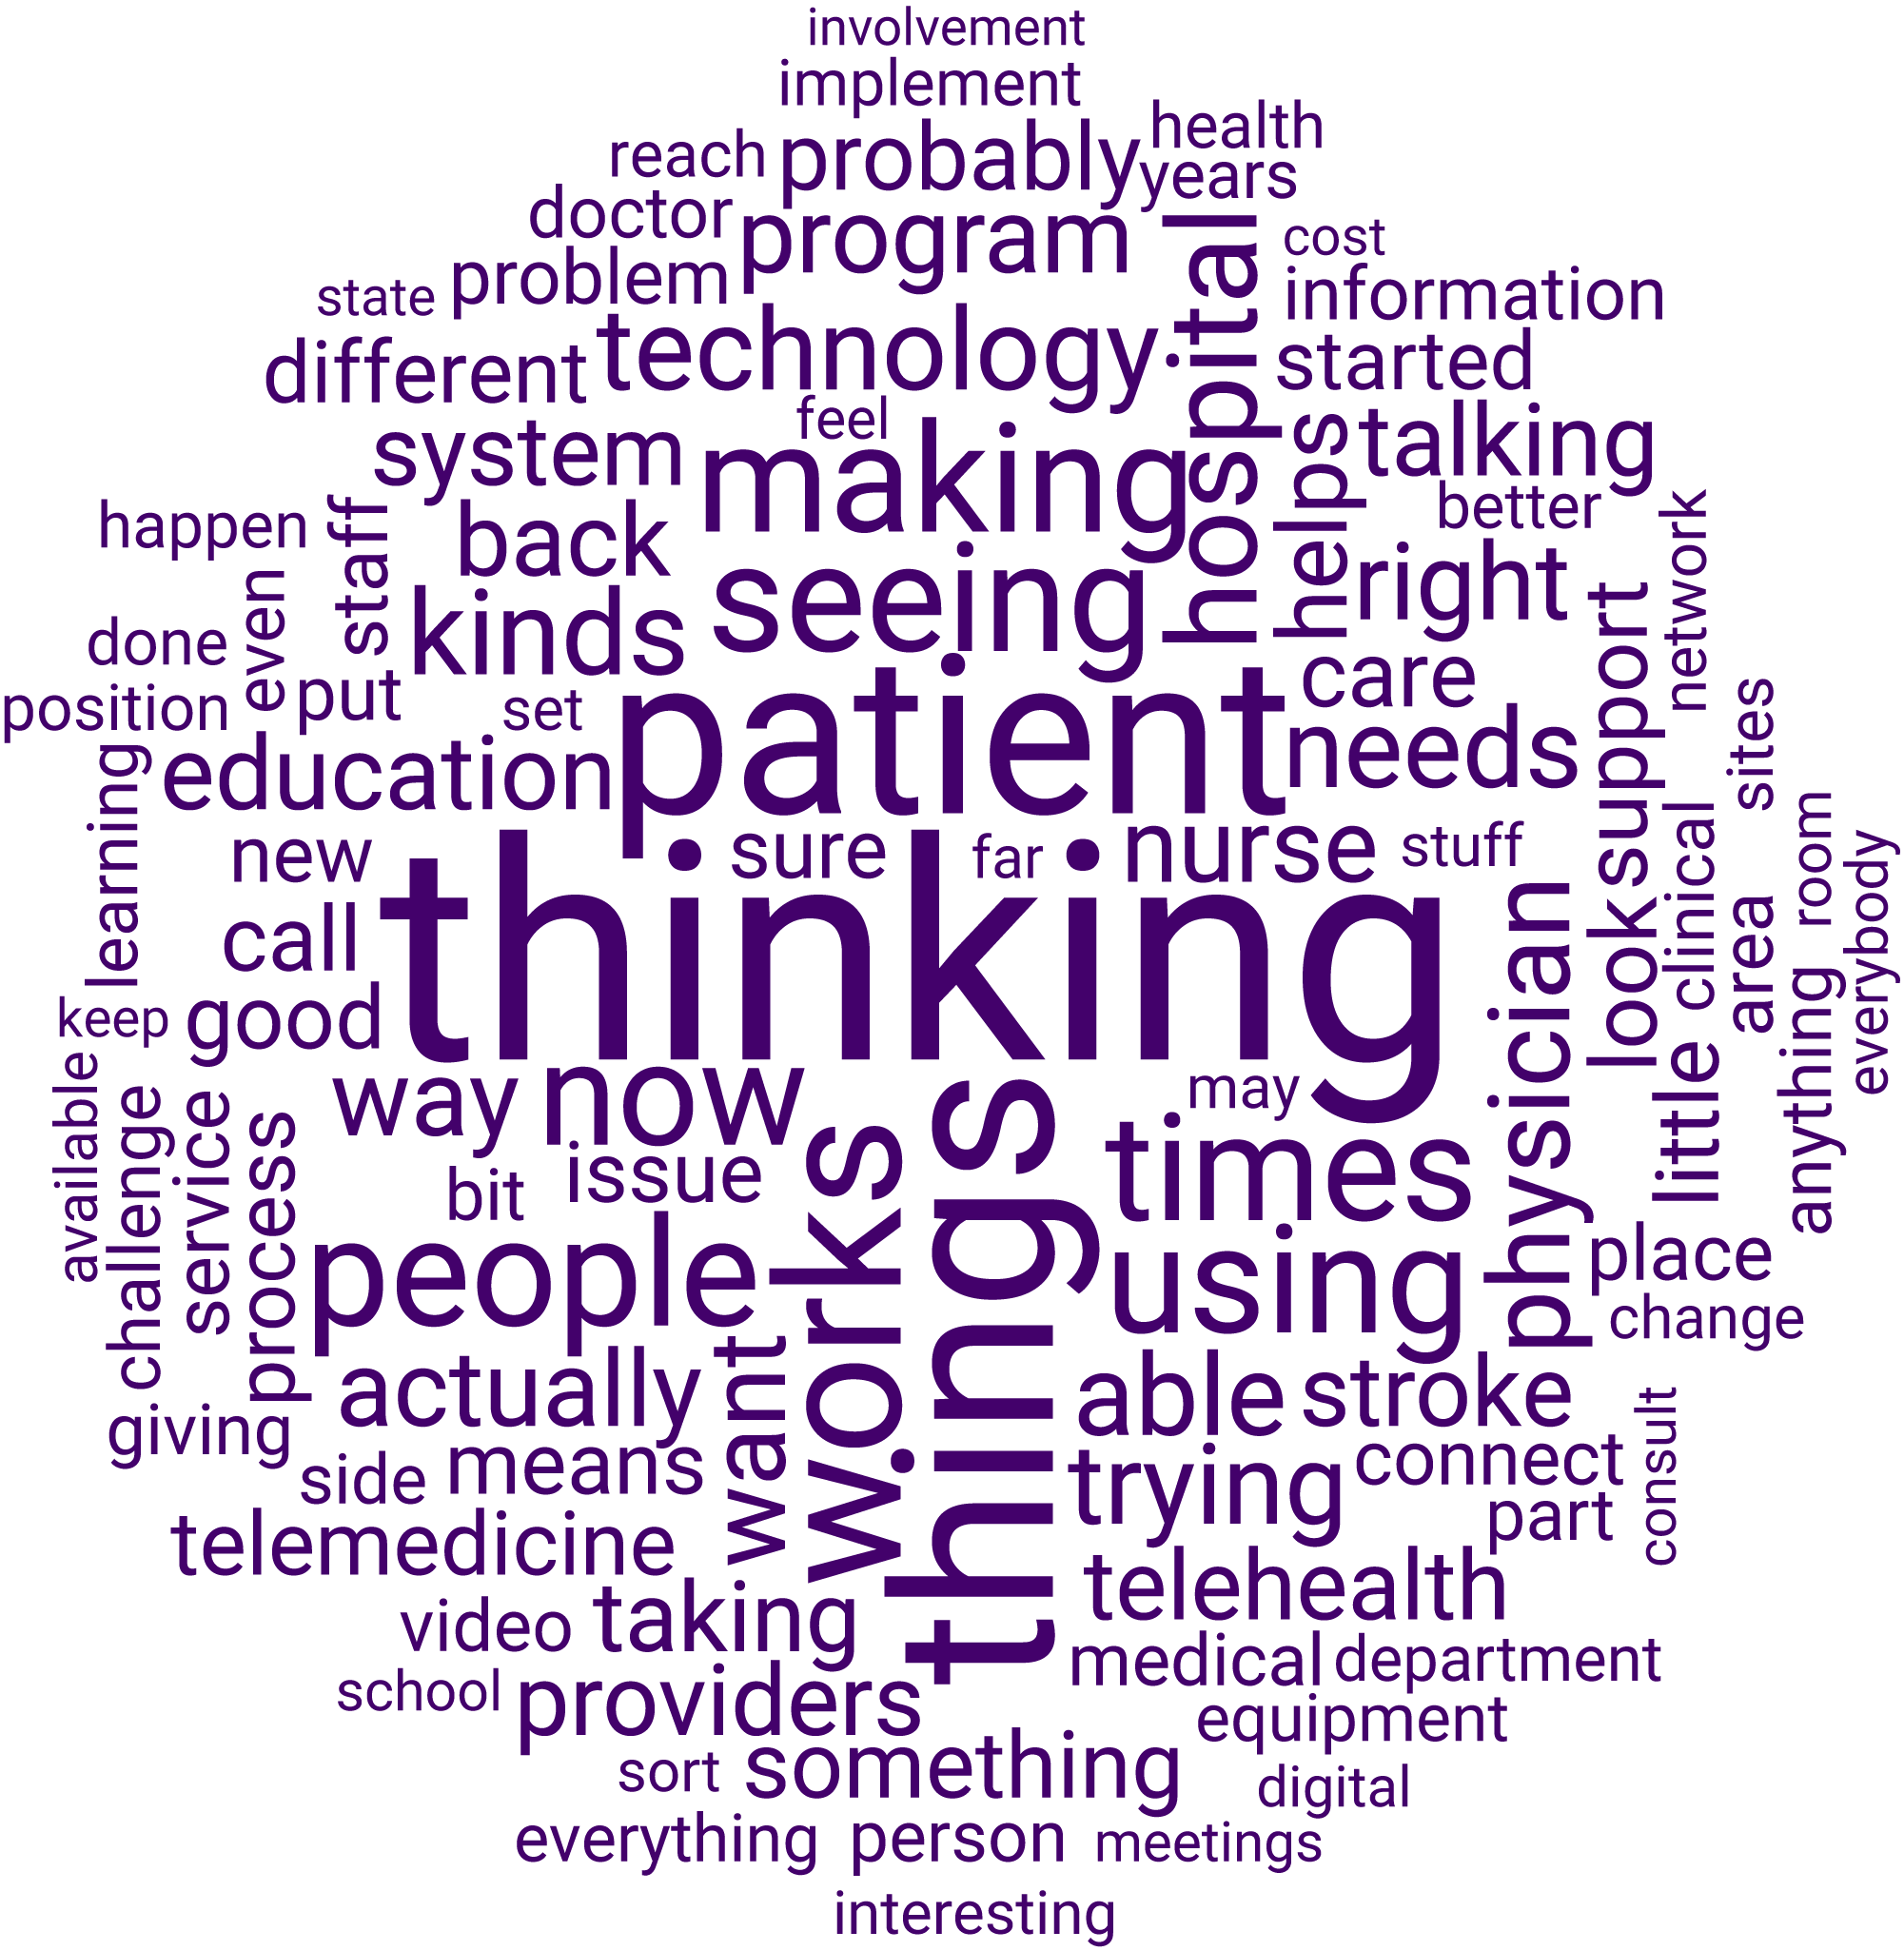 involvement
implement
health
reach
probably
years
doctor
program
hospital
cost
problem
state
information
technology
different
started
feel
talking
system
making
helps
better
happen
staff
back
network
seeing
right
even
kinds
support
done
care
position
put
set
patient
needs
sites
education
learning
new
sure
far
nurse
stuff
clinical
room
everybody
call
thinking
physician
look
area
keep
good
anything
way
now
may
little
available
challenge
service
process
bit
issue
works
things
times
people
using
place
change
actually
want
able
stroke
consult
giving
side
means
trying
connect
part
telemedicine
telehealth
video
taking
medical
department
school
providers
equipment
sort
something
digital
everything
person
meetings
interesting